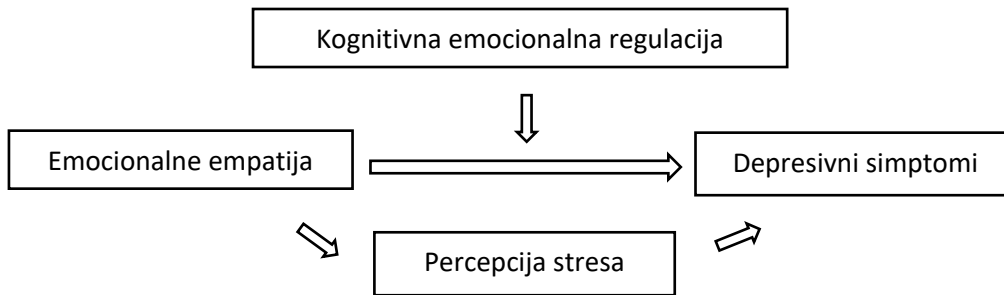 Kognitivna emocionalna regulacija
Emocionalne empatija
Depresivni simptomi
Percepcija stresa